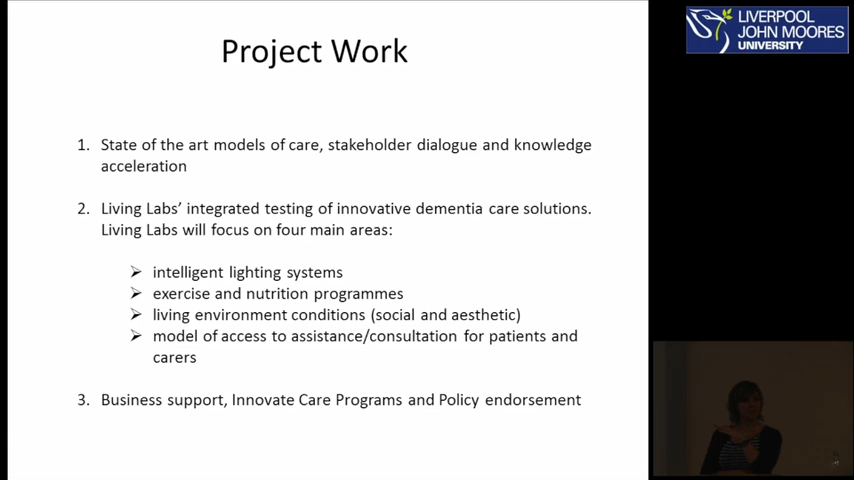 Project Work
LIVERPOOL
JOHN MOORES
UNIVERSITY
1. State of the art models of care, stakeholder dialogue and knowledge
acceleration
2. Living Labs’ integrated testing of innovative dementia care solutions.
Living Labs will focus on four main areas:
➢ intelligent lighting systems
➢ exercise and nutrition programmes
➢ living environment conditions (social and aesthetic)
➢ model of access to assistance/consultation for patients and
carers
3. Business support, Innovate Care Programs and Policy endorsement